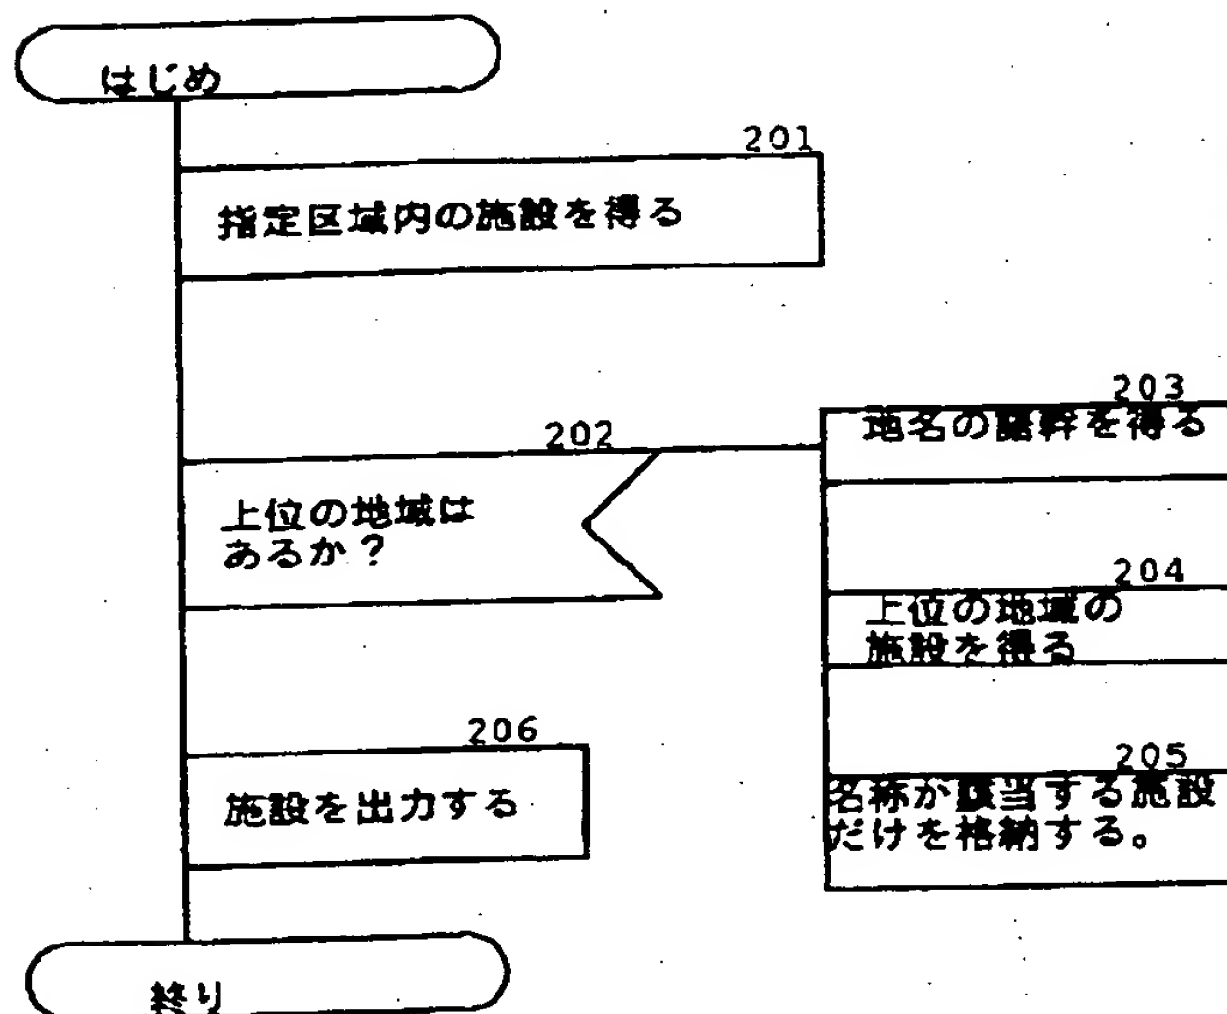 はじめ
201
指定区域内の施設を得る
202
上位の地域は
あるか？
203
地名の語幹を得る
204
上位の地域の
施設を得る
205
名称が該当する施設
だけを格納する。
206
施設を出力する
終り